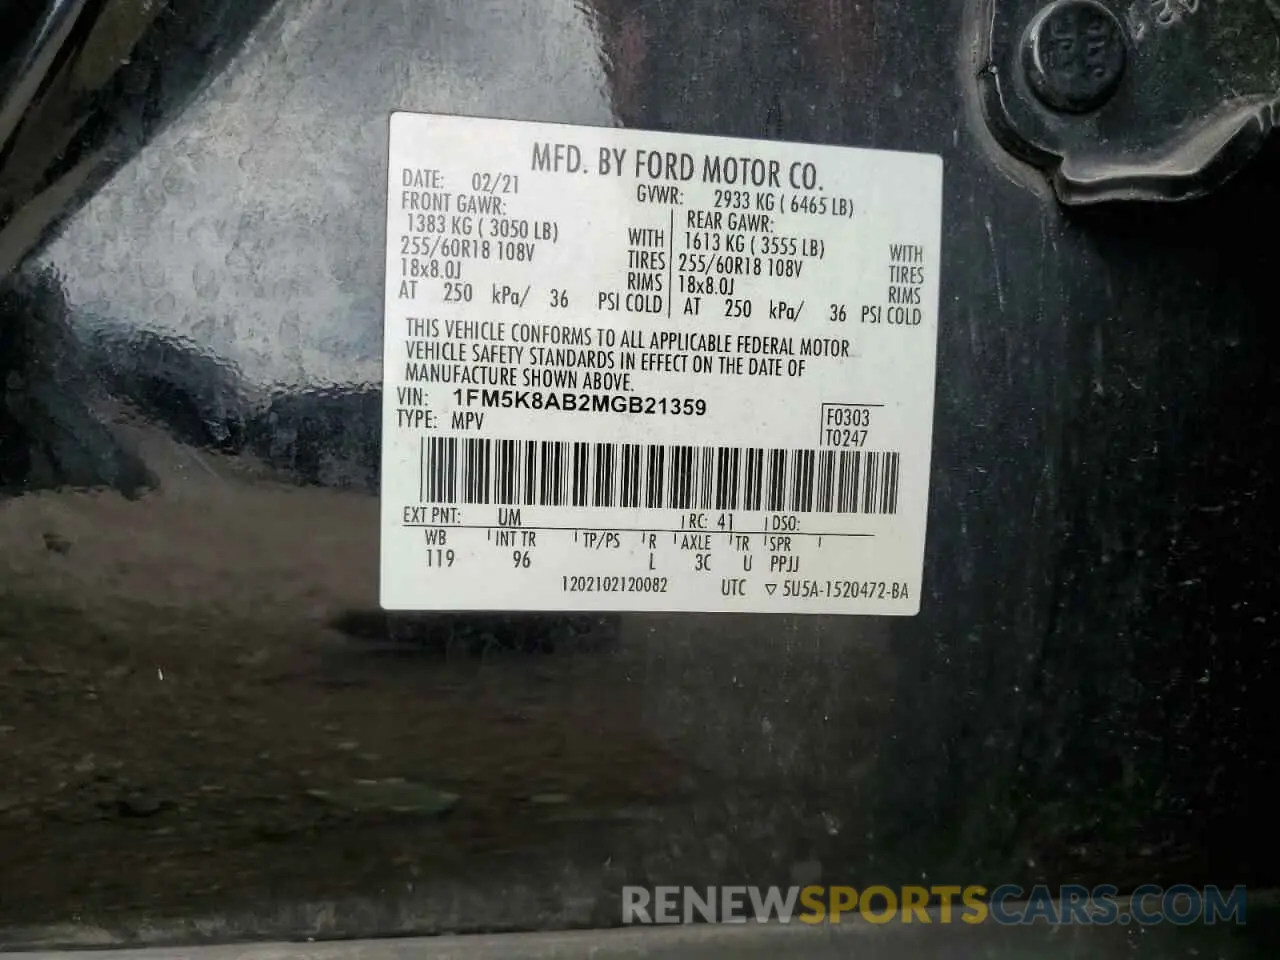 MFD. BY FORD MOTOR CO.
DATE: 02/21
GVWR: 2933 KG ( 6465 LB)
FRONT GAWR:
1383 KG ( 3050 LB)
255/60R18 108V
18x8.0J
WITH
TIRES
RIMS
AT 250 kPa/ 36 PSI COLD
REAR GAWR:
1613 KG ( 3555 LB)
255/60R18 108V
18x8.0J
WITH
TIRES
RIMS
AT 250 kPa/ 36 PSI COLD
THIS VEHICLE CONFORMS TO ALL APPLICABLE FEDERAL MOTOR
VEHICLE SAFETY STANDARDS IN EFFECT ON THE DATE OF
MANUFACTURE SHOWN ABOVE.
VIN: 1FM5K8AB2MGB21359
TYPE: MPV
F0303
T0247
EXT PNT: UM RC: 41 DSO:
WB INT TR TP/PS R AXLE TR SPR
119 96 L 3C U PPJJ
1202102120082 UTC ▽ 5U5A-1520472-BA
RENEWSPORTSCARS.COM